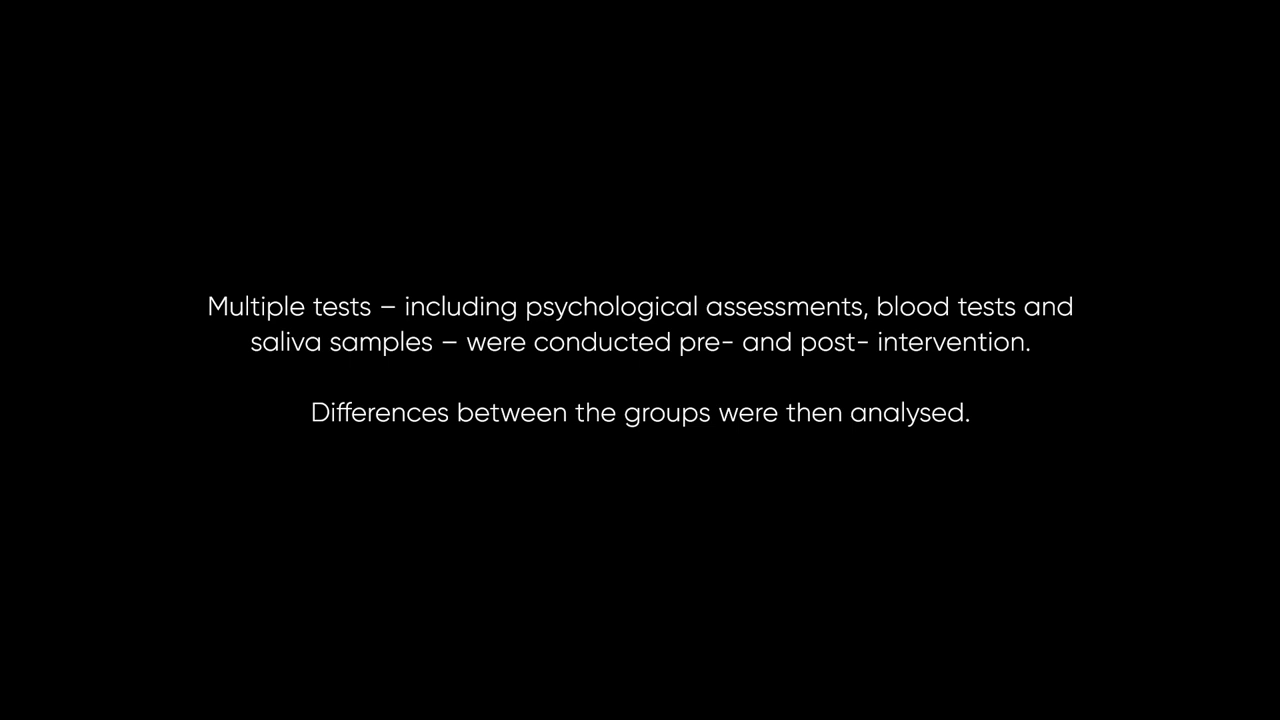 Multiple tests – including psychological assessments, blood tests and
saliva samples – were conducted pre- and post- intervention.
Differences between the groups were then analysed.